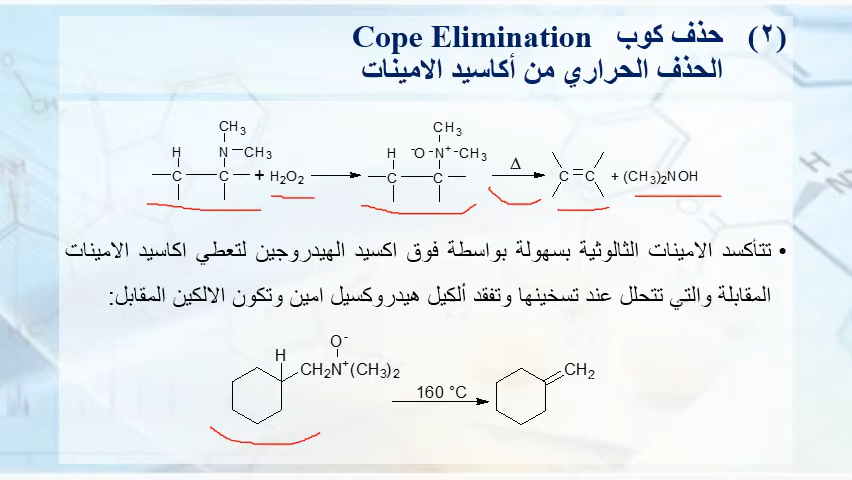 (٢) حذف كوب Cope Elimination
الحذف الحراري من أكاسيد الامينات
CH3
H N CH3
C C + H2O2
CH3
H -O N+ CH3
C C
Δ
C=C + (CH3)2NOH
• تتأكسد الامينات الثالوثية بسهولة بواسطة فوق اكسيد الهيدروجين لتعطي اكاسيد الامينات
المقابلة والتي تتحلل عند تسخينها وتفقد ألكيل هيدروكسيل امين وتكون الالكين المقابل:
O-
H
CH2N+(CH3)2
160 °C
CH2